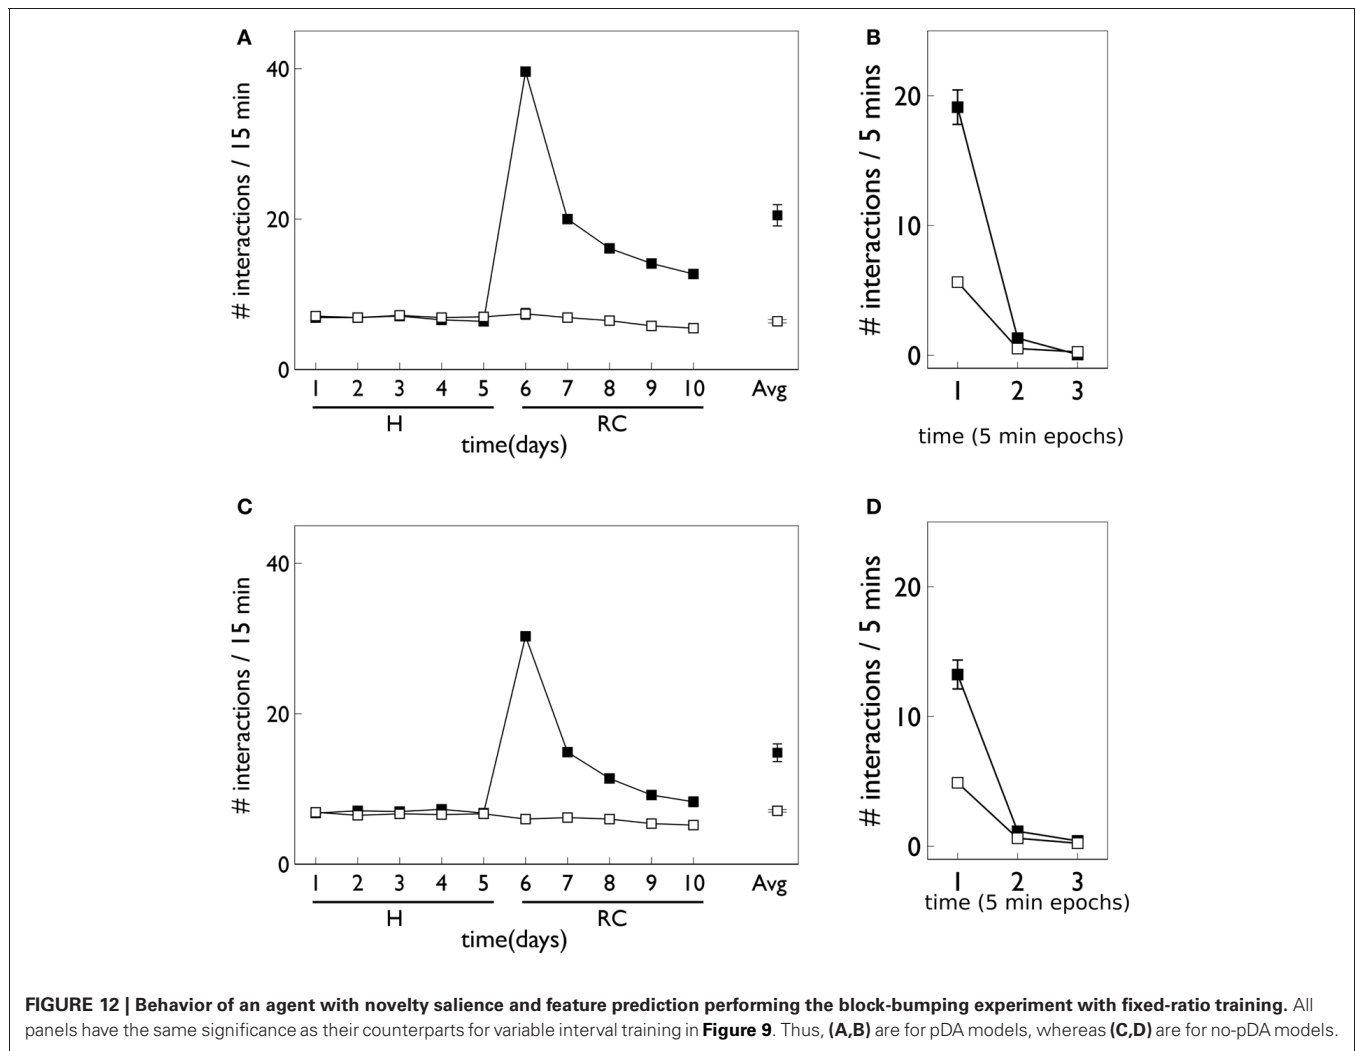 A
# interactions / 15 min
40
20
0
1 2 3 4 5 6 7 8 9 10 Avg
H RC
time(days)
B
# interactions / 5 mins
20
10
0
1 2 3
time (5 min epochs)
C
# interactions / 15 min
40
20
0
1 2 3 4 5 6 7 8 9 10 Avg
H RC
time(days)
D
# interactions / 5 mins
20
10
0
1 2 3
time (5 min epochs)
FIGURE 12 | Behavior of an agent with novelty salience and feature prediction performing the block-bumping experiment with fixed-ratio training. All
panels have the same significance as their counterparts for variable interval training in Figure 9. Thus, (A,B) are for pDA models, whereas (C,D) are for no-pDA models.